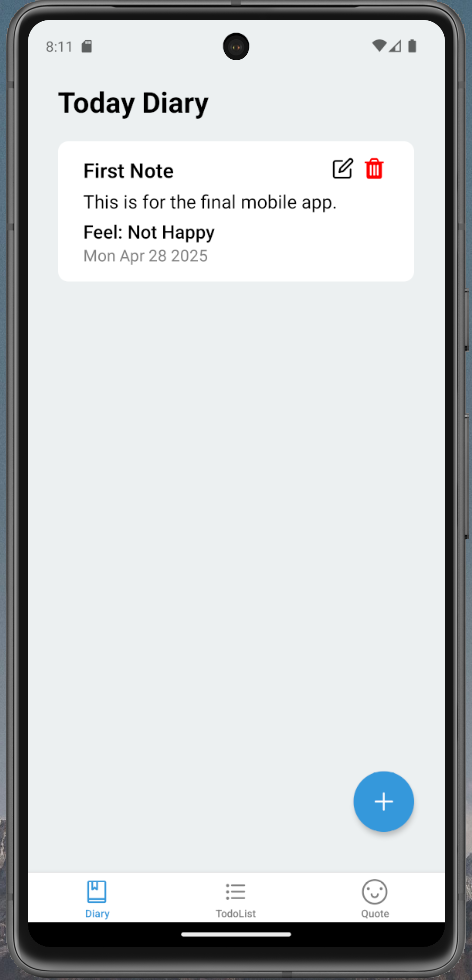 8:11
Today Diary
First Note
This is for the final mobile app.
Feel: Not Happy
Mon Apr 28 2025
Diary TodoList Quote